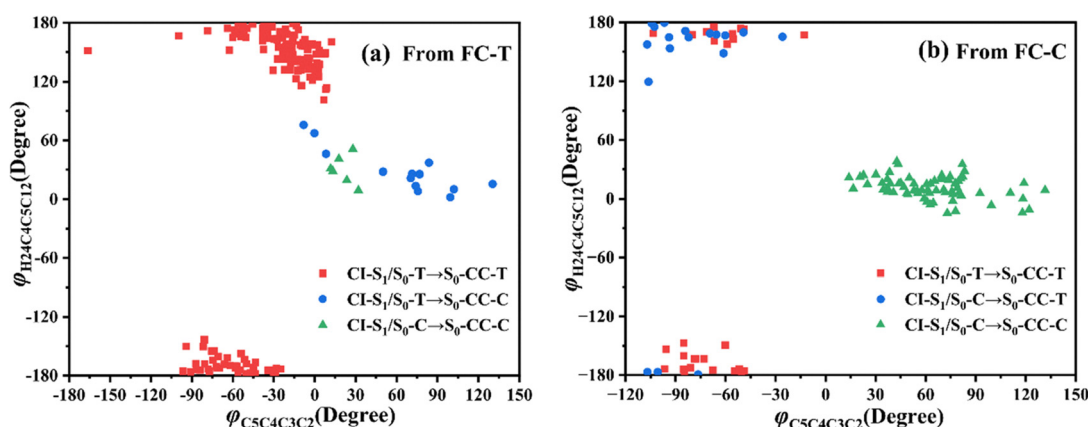 (a) From FC-T
φH24C4C5C12(Degree)
180
120
60
0
-60
-120
-180
CI-S1/S0-T→S0-CC-T
CI-S1/S0-T→S0-CC-C
CI-S1/S0-C→S0-CC-C
-180 -150 -120 -90 -60 -30 0 30 60 90 120 150
φC5C4C3C2(Degree)
(b) From FC-C
φH24C4C4C5C12(Degree)
180
120
60
0
−60
−120
−180
CI-S1/S0-T→S0-CC-T
CI-S1/S0-C→S0-CC-T
CI-S1/S0-C→S0-CC-C
−120 −90 −60 −30 0 30 60 90 120 150
φC5C4C3C2(Degree)